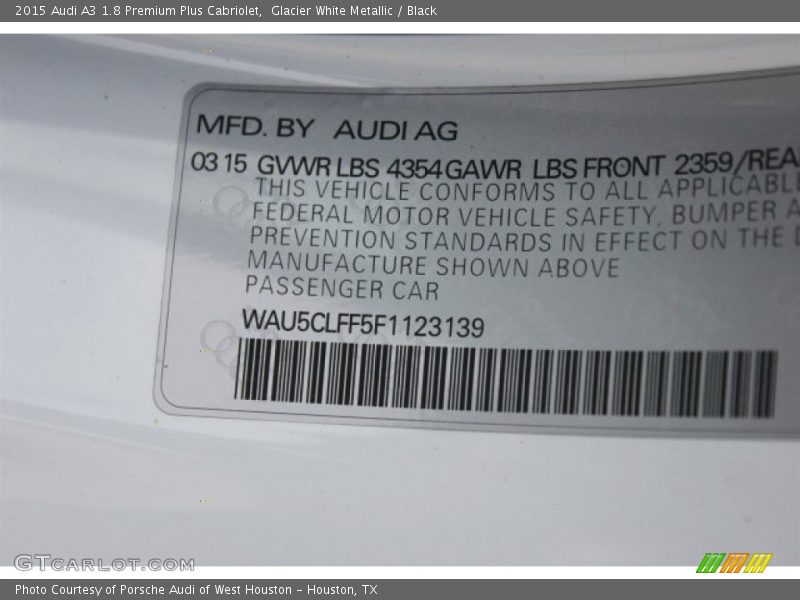 2015 Audi A3 1.8 Premium Plus Cabriolet,  Glacier White Metallic / Black
MFD. BY   AUDI AG
03 15  GVWR LBS 4354 GAWR  LBS FRONT 2359/REA
THIS VEHICLE CONFORMS TO ALL APPLICABL
FEDERAL MOTOR VEHICLE SAFETY, BUMPER A
PREVENTION STANDARDS IN EFFECT ON THE D
MANUFACTURE SHOWN ABOVE
PASSENGER CAR
WAU5CLFF5F1123139
GTCARLOT.COM
Photo Courtesy of Porsche Audi of West Houston – Houston, TX